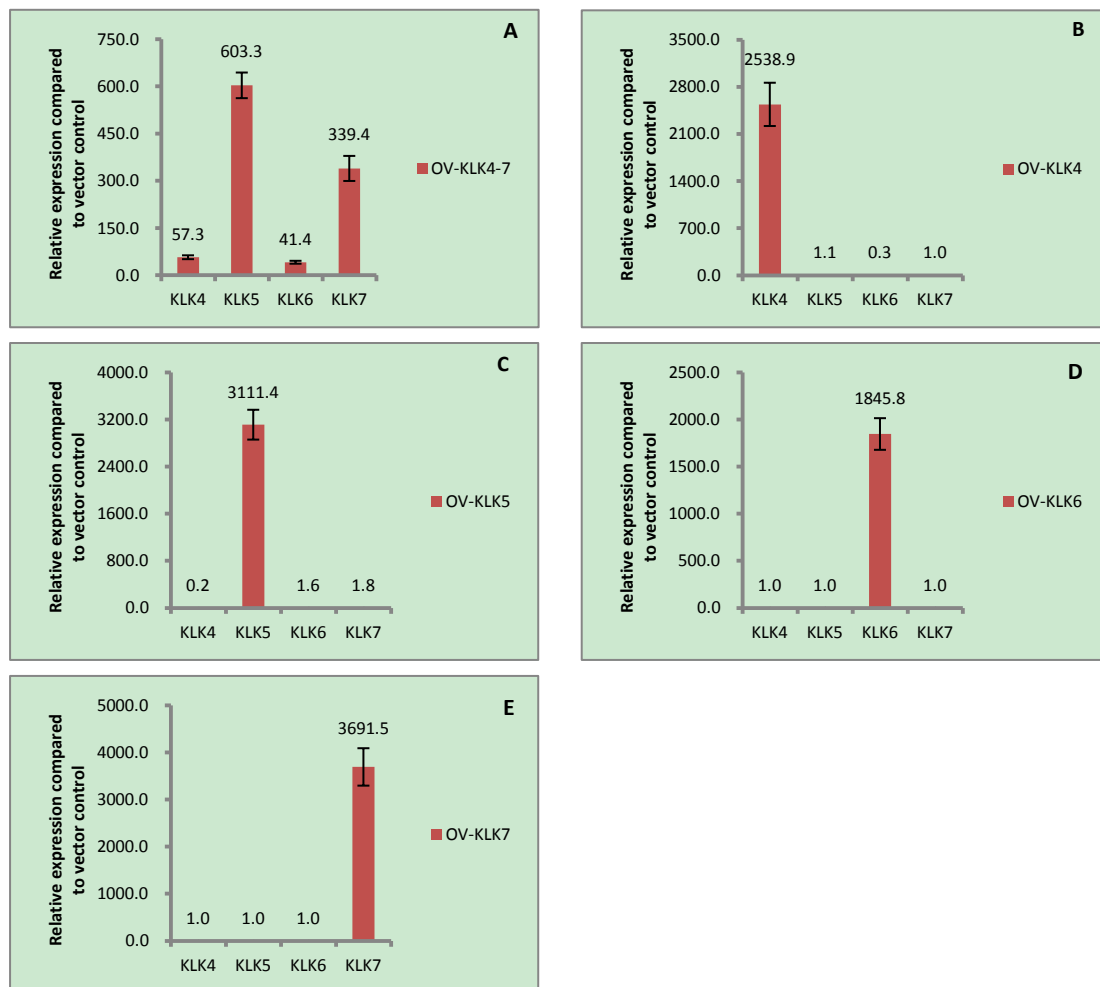 A
Relative expression compared
to vector control
750.0
600.0
450.0
300.0
150.0
0.0
57.3
603.3
41.4
339.4
KLK4 KLK5 KLK6 KLK7
OV-KLK4-7
B
Relative expression compared
to vector control
3500.0
2800.0
2100.0
1400.0
700.0
0.0
2538.9
1.1
0.3
1.0
KLK4 KLK5 KLK6 KLK7
OV-KLK4
C
Relative expression compared
to vector control
4000.0
3200.0
2400.0
1600.0
800.0
0.0
0.2
3111.4
1.6
1.8
KLK4 KLK5 KLK6 KLK7
OV-KLK5
D
Relative expression compared
to vector control
2500.0
2000.0
1500.0
1000.0
500.0
0.0
1.0
1.0
1845.8
1.0
KLK4 KLK5 KLK6 KLK7
OV-KLK6
E
Relative expression compared
to vector control
5000.0
4000.0
3000.0
2000.0
1000.0
0.0
1.0
1.0
1.0
3691.5
KLK4 KLK5 KLK6 KLK7
OV-KLK7